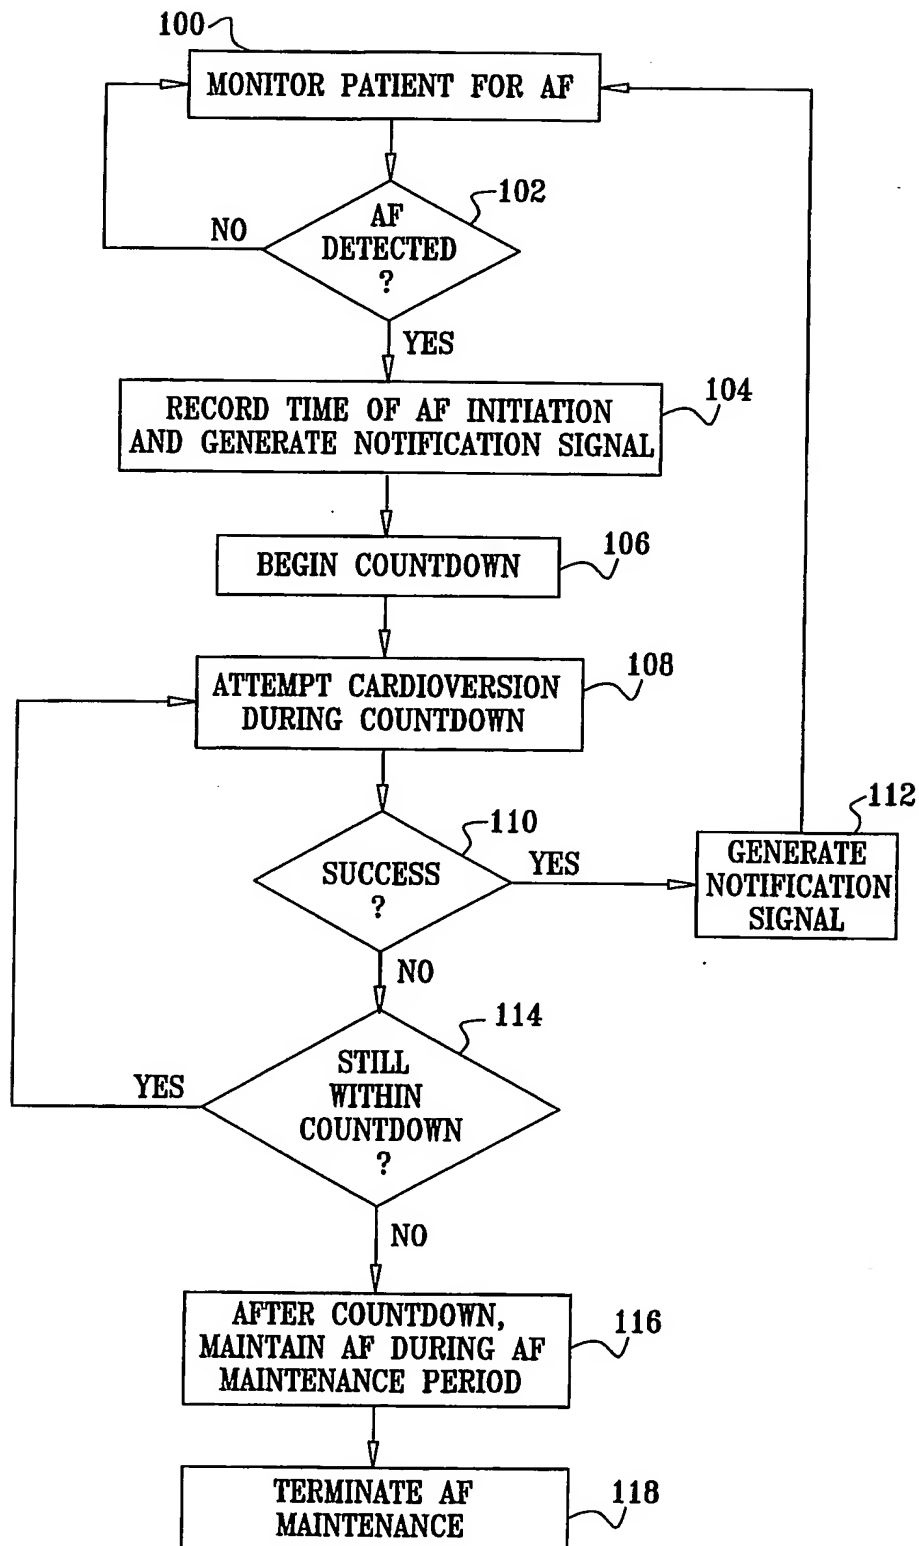 100
MONITOR PATIENT FOR AF
102
AF
DETECTED
?
NO
YES
104
RECORD TIME OF AF INITIATION
AND GENERATE NOTIFICATION SIGNAL
106
BEGIN COUNTDOWN
108
ATTEMPT CARDIOVERSION
DURING COUNTDOWN
110
SUCCESS
?
YES
112
GENERATE
NOTIFICATION
SIGNAL
NO
114
STILL
WITHIN
COUNTDOWN
?
YES
NO
AFTER COUNTDOWN,
MAINTAIN AF DURING AF
MAINTENANCE PERIOD
116
TERMINATE AF
MAINTENANCE
118